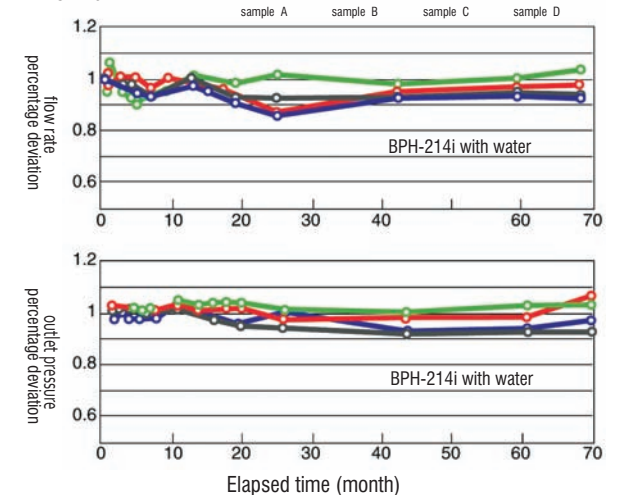 sample A sample B sample C sample D
1.2
1
0.8
0.6
flow rate
percentage deviation
BPH-214i with water
0 10 20 30 40 60 70
1.2
1
0.8
0.6
outlet pressure
percentage deviation
BPH-214i with water
0 10 20 30 40 50 60 70
Elapsed time (month)